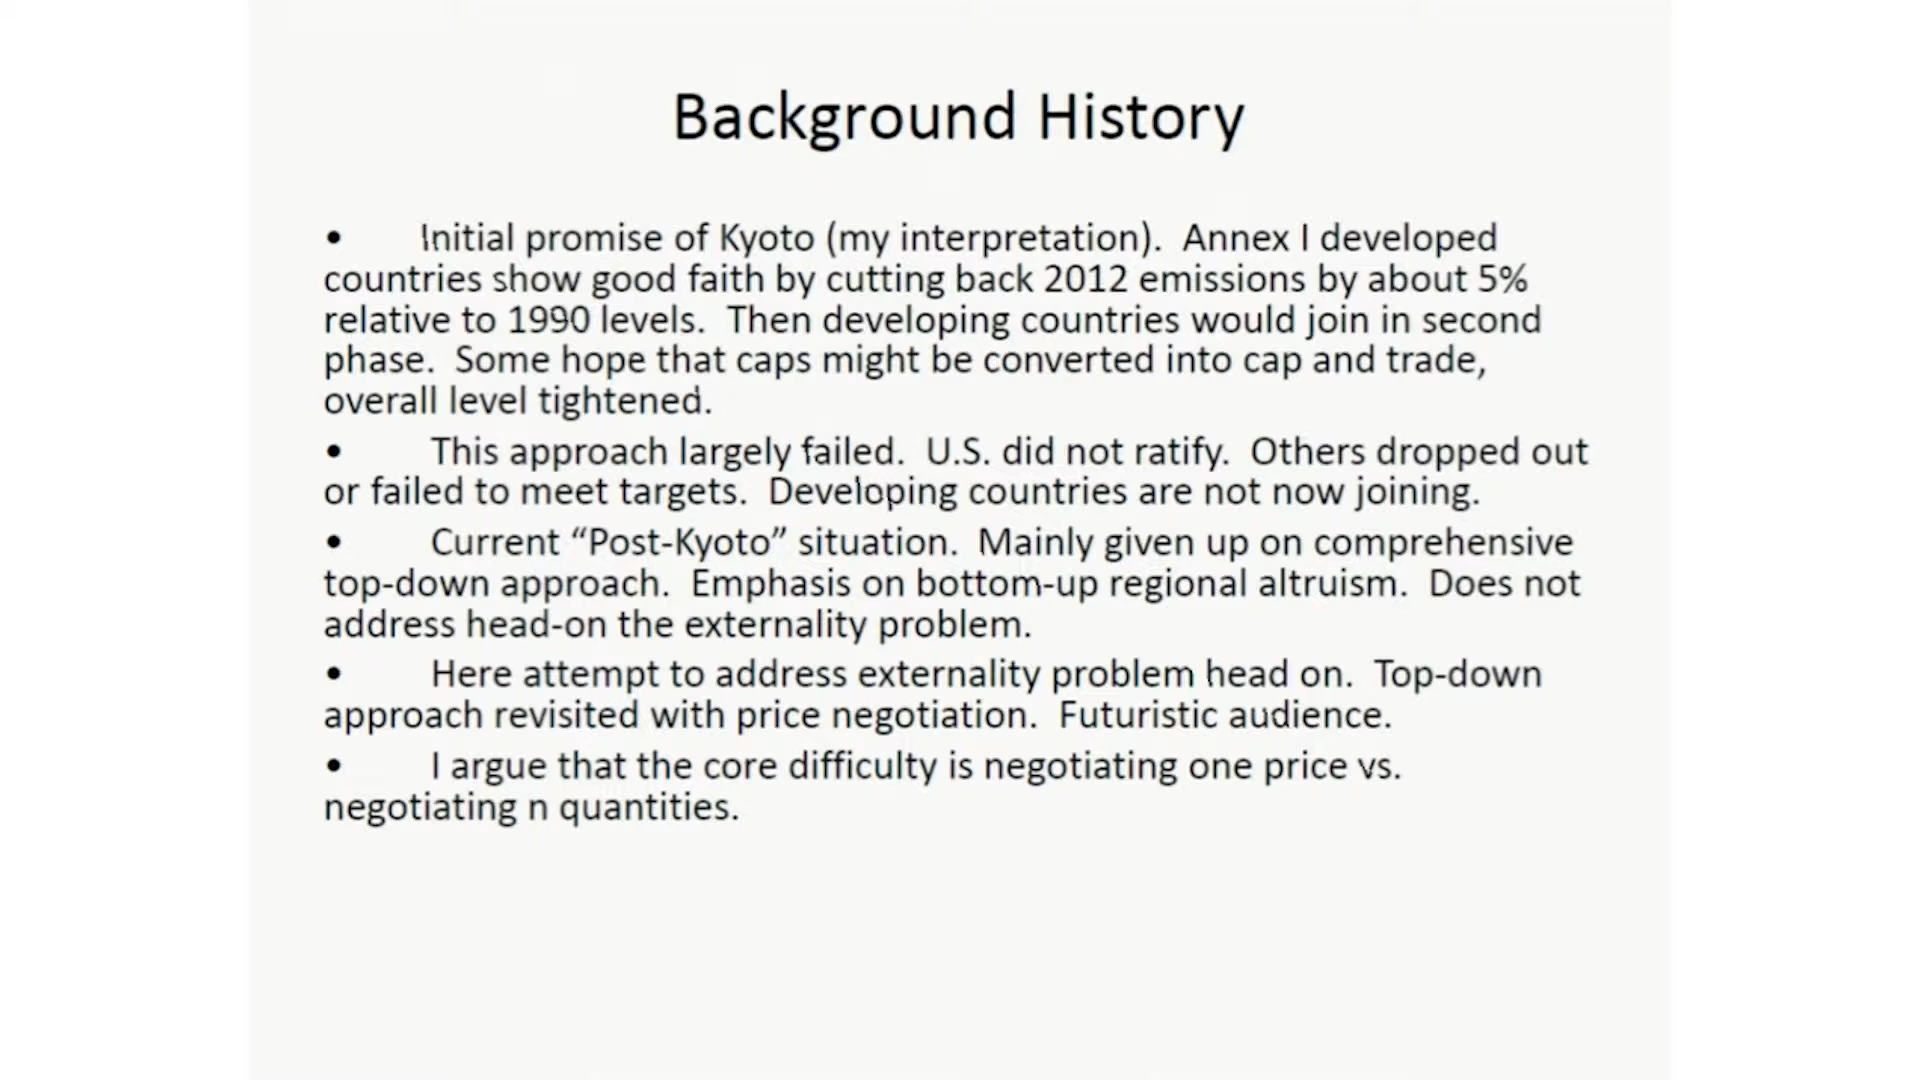 Background History
• Initial promise of Kyoto (my interpretation). Annex I developed
countries show good faith by cutting back 2012 emissions by about 5%
relative to 1990 levels. Then developing countries would join in second
phase. Some hope that caps might be converted into cap and trade,
overall level tightened.
• This approach largely failed. U.S. did not ratify. Others dropped out
or failed to meet targets. Developing countries are not now joining.
• Current “Post-Kyoto” situation. Mainly given up on comprehensive
top-down approach. Emphasis on bottom-up regional altruism. Does not
address head-on the externality problem.
• Here attempt to address externality problem head on. Top-down
approach revisited with price negotiation. Futuristic audience.
• I argue that the core difficulty is negotiating one price vs.
negotiating n quantities.